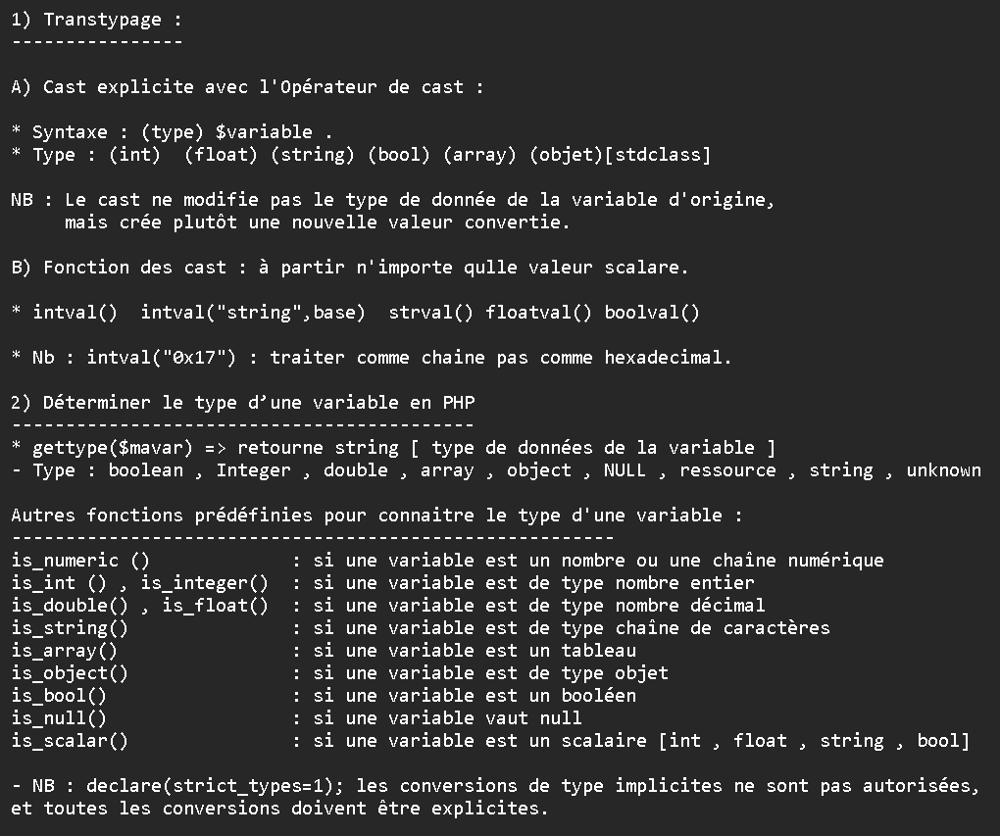 1) Transtypage :
----------------
A) Cast explicite avec l'Opérateur de cast :
* Syntaxe : (type) $variable .
* Type : (int)  (float) (string) (bool) (array) (objet)[stdclass]
NB : Le cast ne modifie pas le type de donnée de la variable d'origine,
mais crée plutôt une nouvelle valeur convertie.
B) Fonction des cast : à partir n'importe qulle valeur scalare.
* intval()  intval("string",base)  strval() floatval() boolval()
* Nb : intval("0x17") : traiter comme chaine pas comme hexadecimal.
2) Déterminer le type d’une variable en PHP
-------------------------------------------
* gettype($mavar) => retourne string [ type de données de la variable ]
- Type : boolean , Integer , double , array , object , NULL , ressource , string , unknown
Autres fonctions prédéfinies pour connaitre le type d'une variable :
--------------------------------------------------------
is_numeric ()             : si une variable est un nombre ou une chaîne numérique
is_int () , is_integer()  : si une variable est de type nombre entier
is_double() , is_float()  : si une variable est de type nombre décimal
is_string()               : si une variable est de type chaîne de caractères
is_array()                : si une variable est un tableau
is_object()               : si une variable est de type objet
is_bool()                 : si une variable est un booléen
is_null()                 : si une variable vaut null
is_scalar()               : si une variable est un scalaire [int , float , string , bool]
- NB : declare(strict_types=1); les conversions de type implicites ne sont pas autorisées,
et toutes les conversions doivent être explicites.